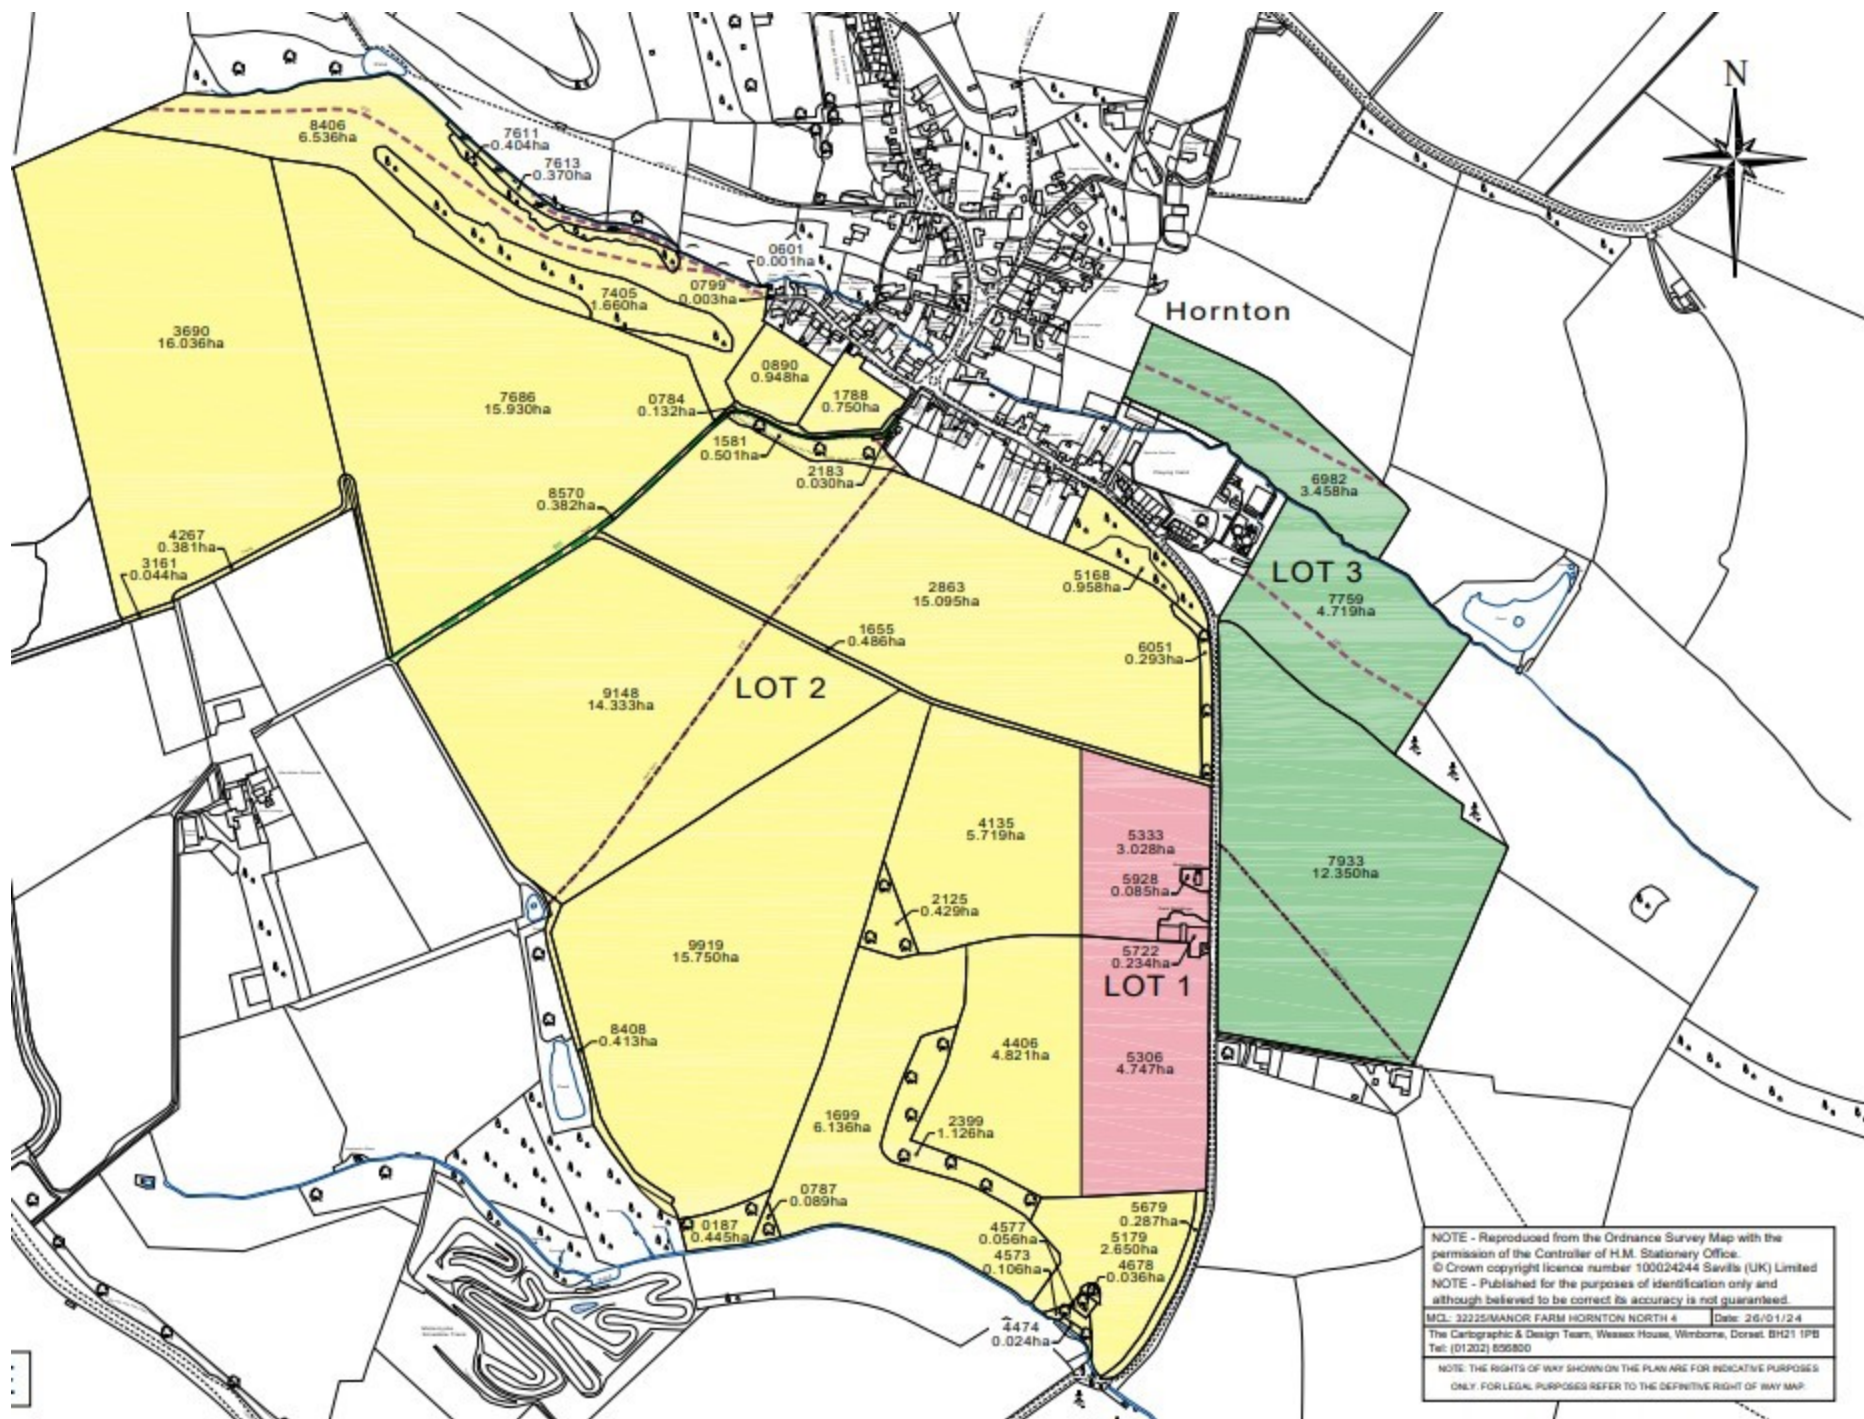 N
8406
6.536ha
7611
0.404ha
7613
0.370ha
0601
0.001ha
0799
0.003ha
7405
1.660ha
Hornton
3690
16.036ha
0890
0.948ha
1788
0.750ha
7686
15.930ha
0784
0.132ha
1581
0.501ha
2183
0.030ha
6982
3.458ha
8570
0.382ha
4267
0.381ha
3161
0.044ha
Playing Field
LOT 3
7759
4.719ha
2863
15.095ha
5168
0.958ha
1655
0.486ha
6051
0.293ha
LOT 2
9148
14.333ha
4135
5.719ha
5333
3.028ha
5928
0.085ha
7933
12.350ha
2125
0.429ha
9919
15.750ha
5722
0.234ha
LOT 1
8408
0.413ha
4406
4.821ha
5306
4.747ha
1699
6.136ha
2399
1.126ha
0787
0.089ha
0187
0.445ha
5679
0.287ha
4577
0.056ha
5179
2.650ha
4573
0.106ha
4678
0.036ha
4474
0.024ha
Motorcycle
Scramble Track
NOTE - Reproduced from the Ordnance Survey Map with the
permission of the Controller of H.M. Stationery Office.
© Crown copyright licence number 100024244 Savills (UK) Limited
NOTE - Published for the purposes of identification only and
although believed to be correct its accuracy is not guaranteed.
MCL: 32225/MANOR FARM HORNTON NORTH 4 Date: 26/01/24
The Cartographic & Design Team, Wessex House, Wimborne, Dorset. BH21 1PB
Tel: (01202) 856800
NOTE: THE RIGHTS OF WAY SHOWN ON THE PLAN ARE FOR INDICATIVE PURPOSES
ONLY. FOR LEGAL PURPOSES REFER TO THE DEFINITIVE RIGHT OF WAY MAP.